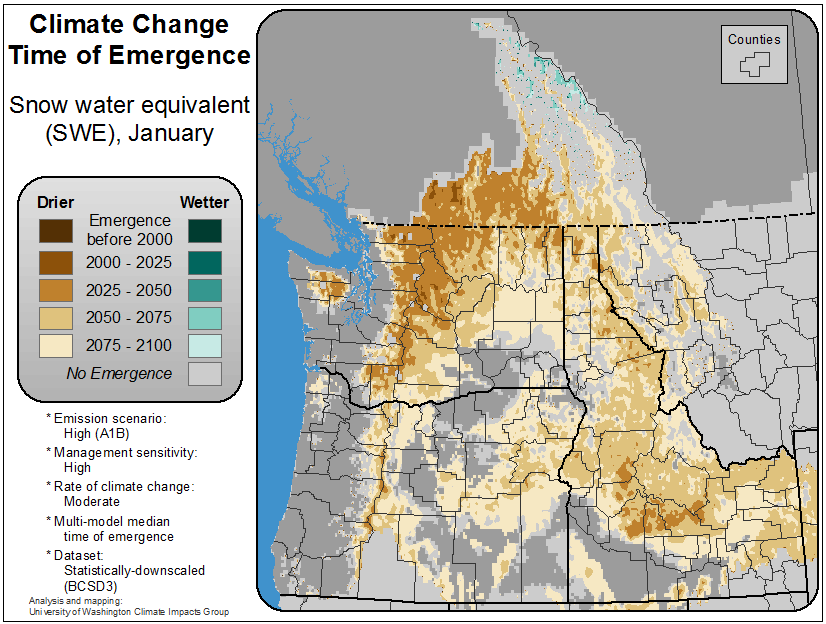 Climate Change
Time of Emergence
Snow water equivalent
(SWE), January
Drier
Wetter
Emergence
before 2000
2000 - 2025
2025 - 2050
2050 - 2075
2075 - 2100
No Emergence
* Emission scenario:
High (A1B)
* Management sensitivity:
High
* Rate of climate change:
Moderate
* Multi-model median
time of emergence
* Dataset:
Statistically-downscaled
(BCSD3)
Analysis and mapping:
University of Washington Climate Impacts Group
Counties